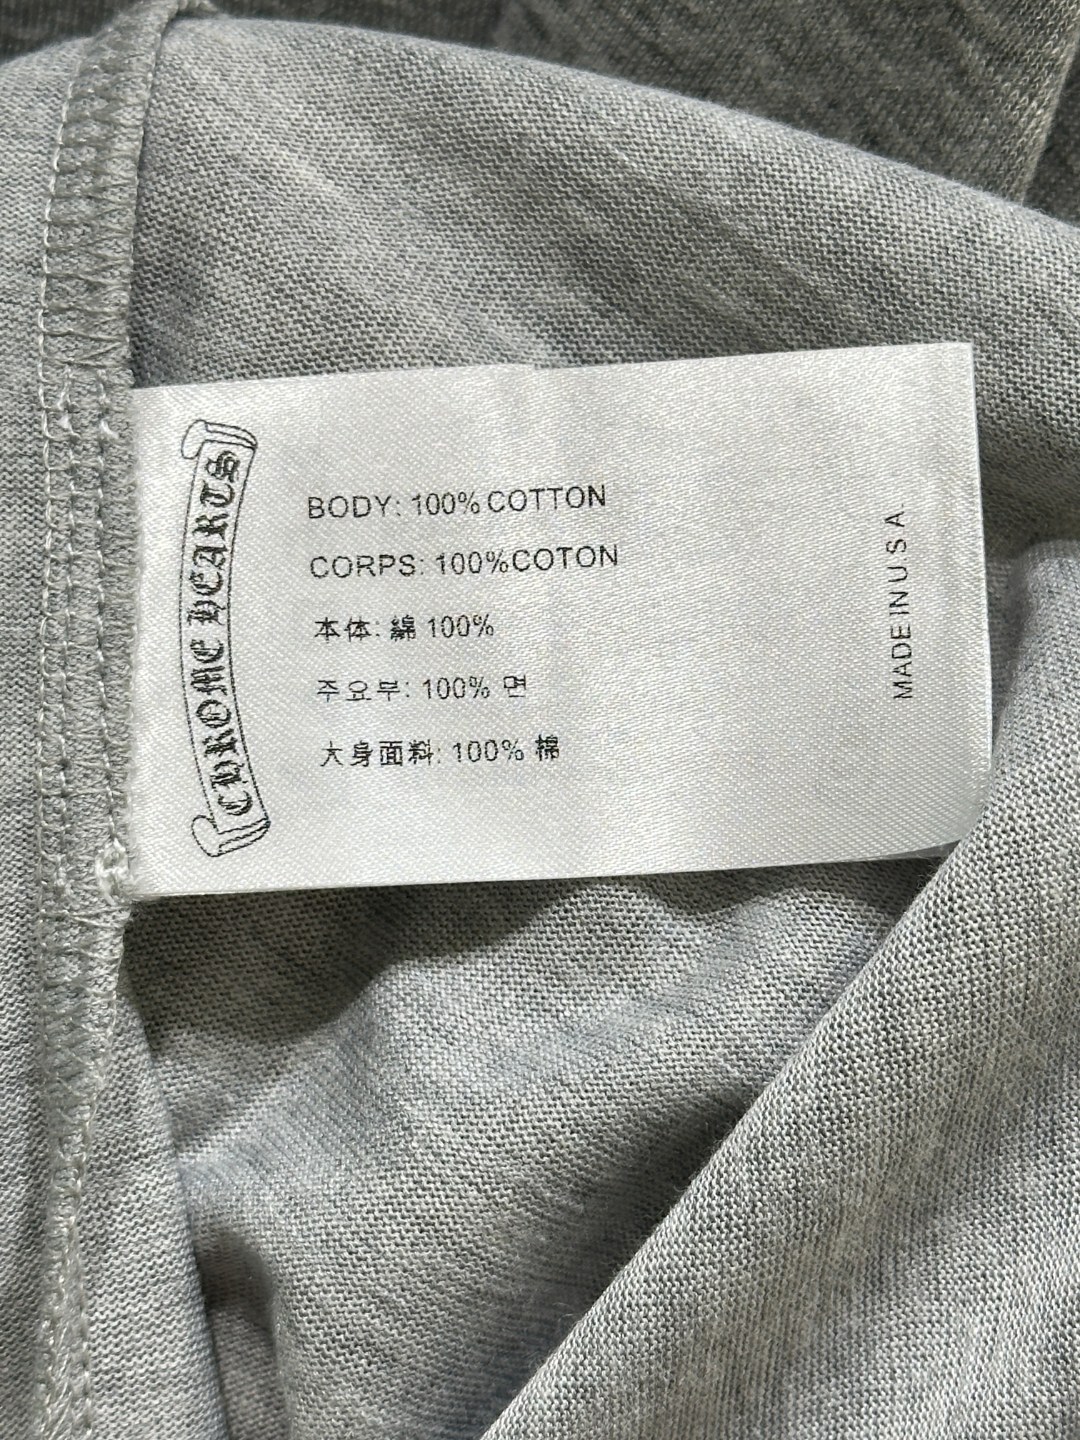 CHROME HEARTS
BODY: 100% COTTON
CORPS: 100%COTON
本体: 綿 100%
주요부: 100% 면
大身面料: 100% 棉
MADE IN U S A